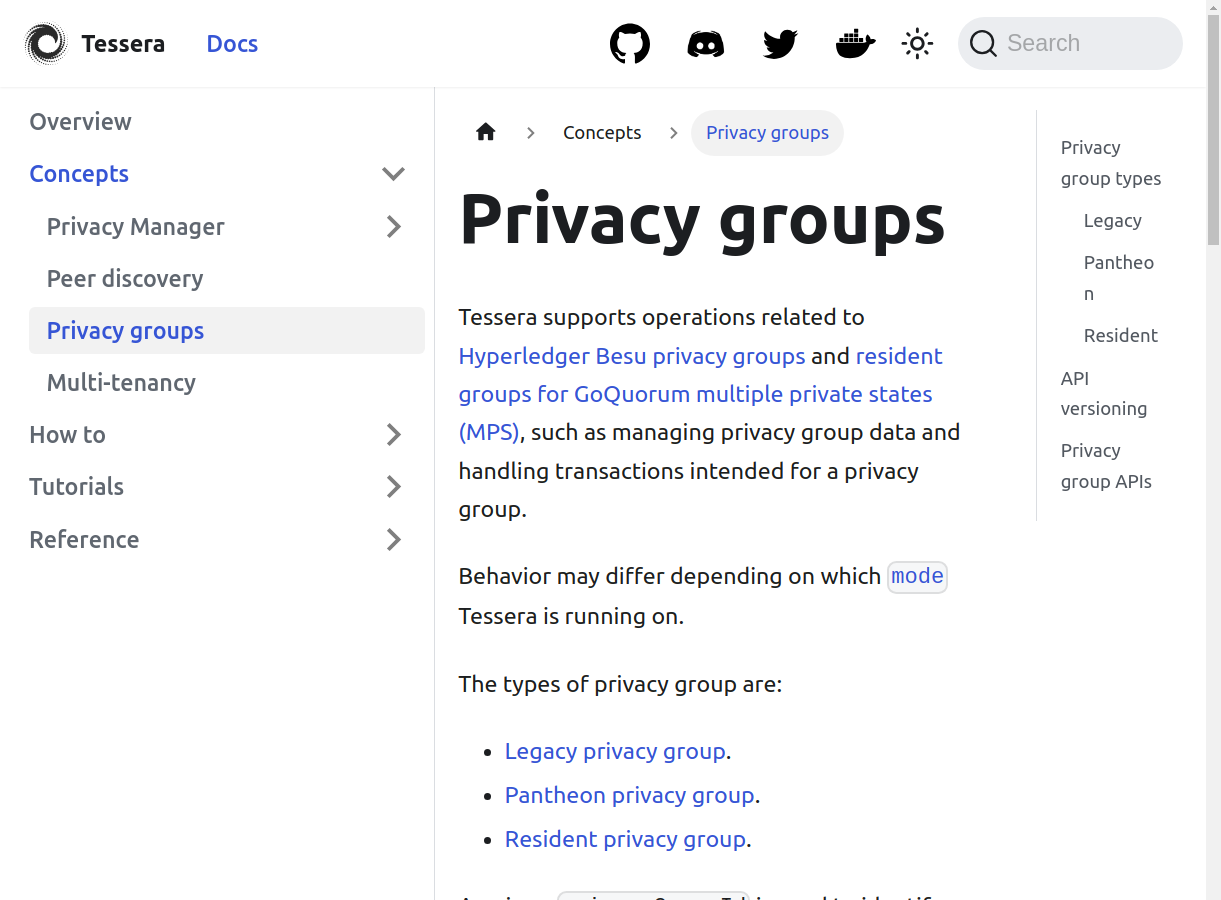 Tessera
Docs
Search
Overview
Concepts
Privacy Manager
Peer discovery
Privacy groups
Multi-tenancy
How to
Tutorials
Reference
Concepts
Privacy groups
Privacy groups
Tessera supports operations related to
Hyperledger Besu privacy groups and resident
groups for GoQuorum multiple private states
(MPS), such as managing privacy group data and
handling transactions intended for a privacy
group.
Behavior may differ depending on which mode
Tessera is running on.
The types of privacy group are:
Legacy privacy group.
Pantheon privacy group.
Resident privacy group.
Privacy
group types
Legacy
Pantheo
n
Resident
API
versioning
Privacy
group APIs